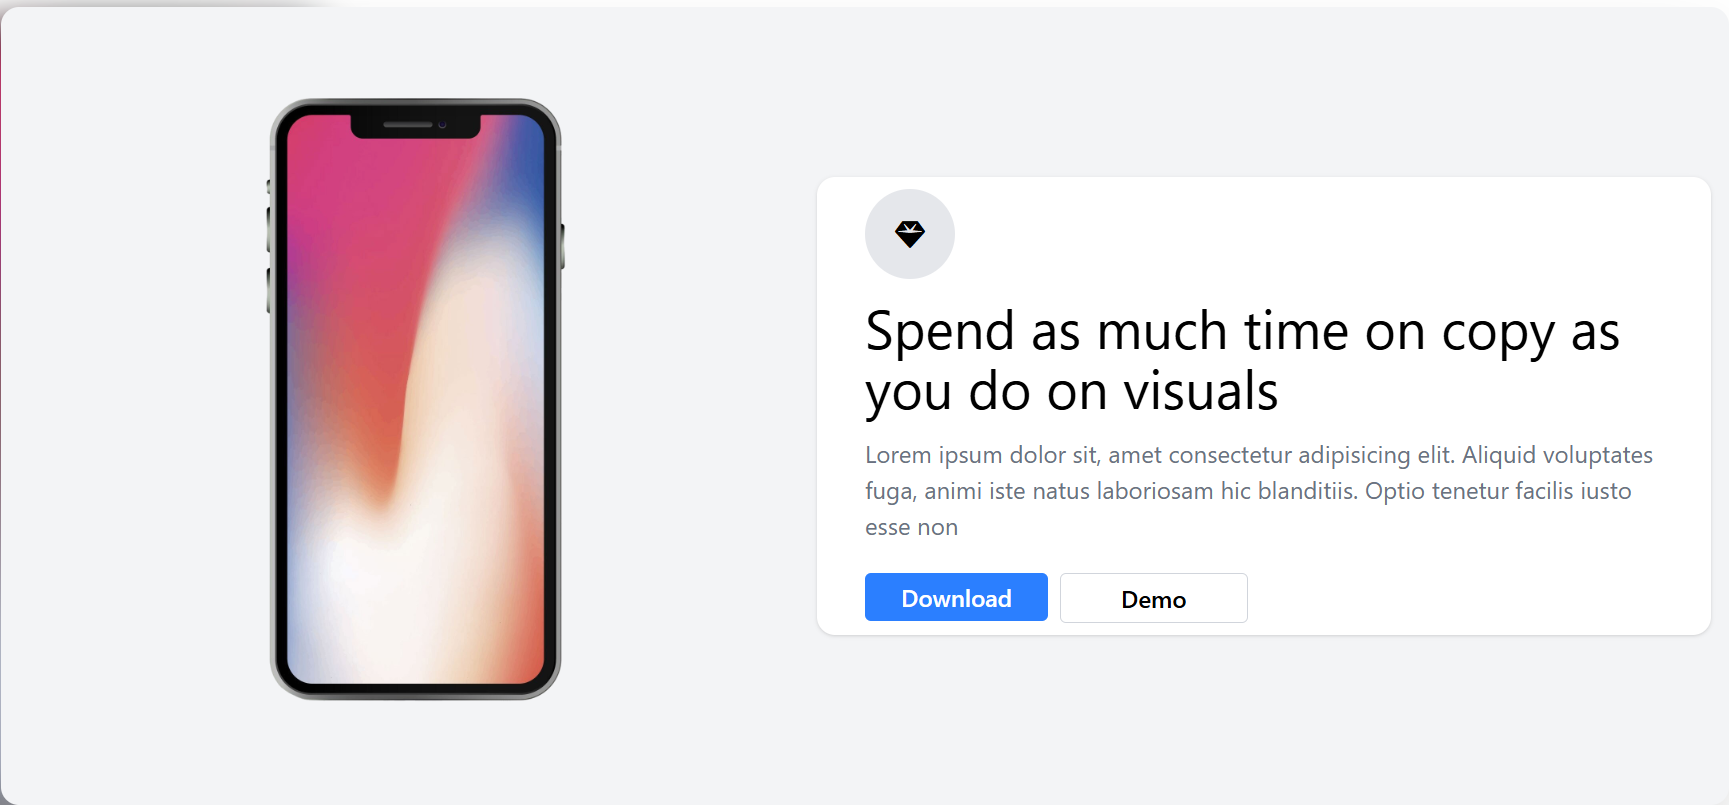 Spend as much time on copy as
you do on visuals
Lorem ipsum dolor sit, amet consectetur adipisicing elit. Aliquid voluptates
fuga, animi iste natus laboriosam hic blanditiis. Optio tenetur facilis iusto
esse non
Download Demo